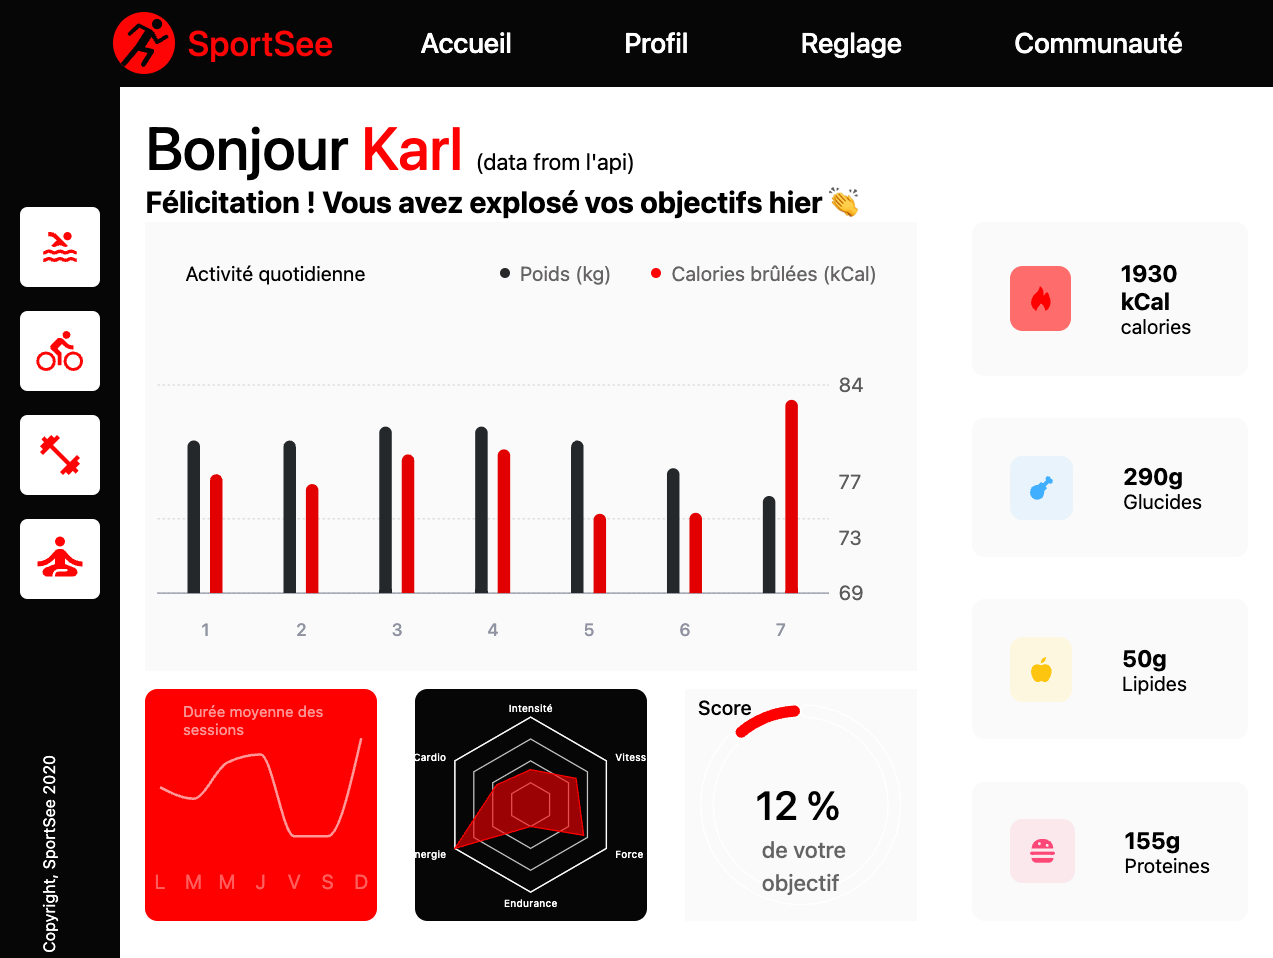 SportSee
Accueil
Profil
Reglage
Communauté
Bonjour Karl (data from l'api)
Félicitation ! Vous avez explosé vos objectifs hier 👏
Activité quotidienne
Poids (kg)
Calories brûlées (kCal)
84
77
73
69
1 2 3 4 5 6 7
1930
kCal
calories
290g
Glucides
50g
Lipides
155g
Proteines
Durée moyenne des
sessions
L M M J V S D
Intensité
Cardio
Vitess
nergie
Force
Endurance
Score
12 %
de votre
objectif
Copyright, SportSee 2020